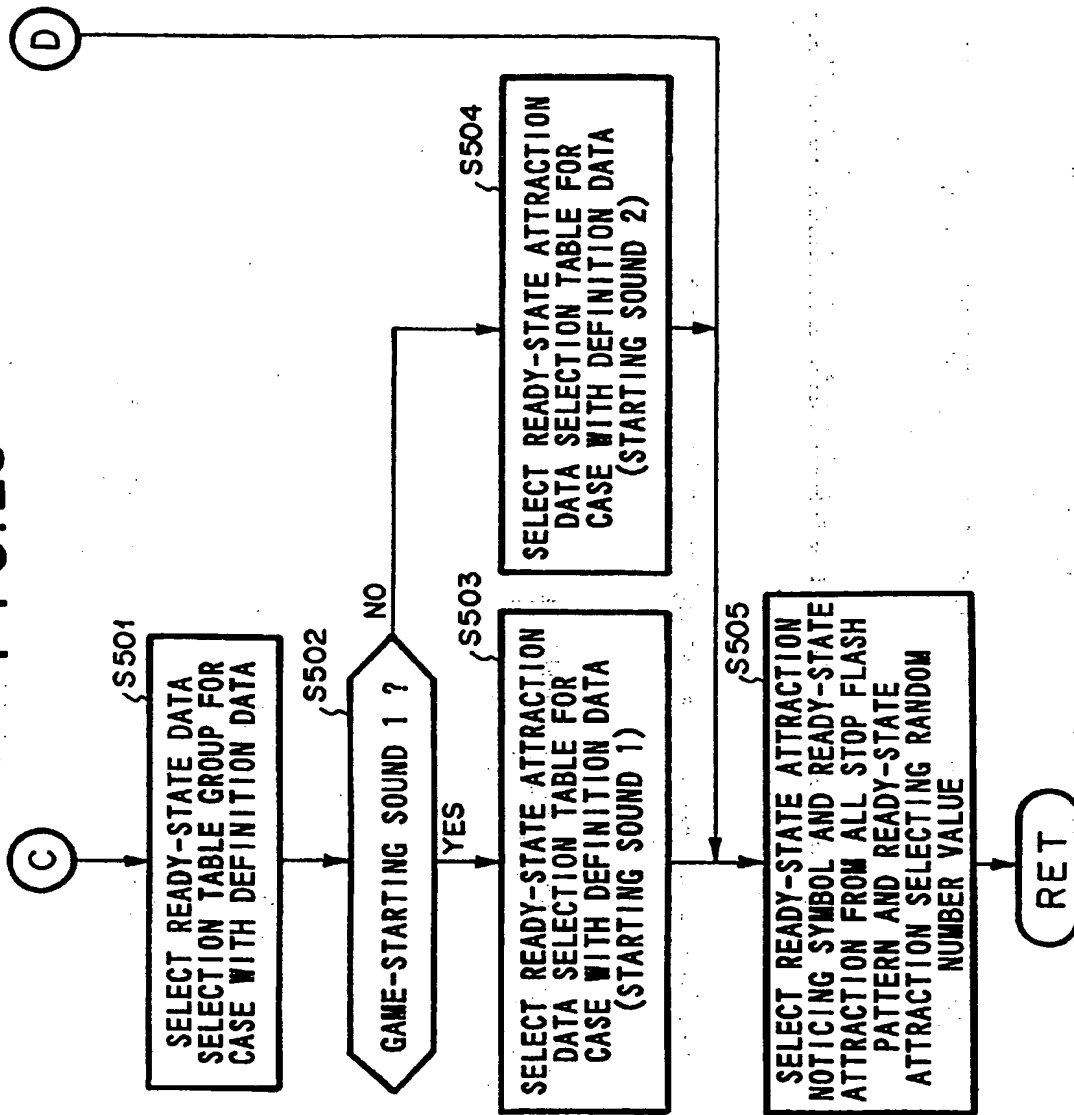 C
D
S501
SELECT READY-STATE DATA
SELECTION TABLE GROUP FOR
CASE WITH DEFINITION DATA
S502
GAME-STARTING SOUND 1 ?
NO
YES
S503
SELECT READY-STATE ATTRACTION
DATA SELECTION TABLE FOR
CASE WITH DEFINITION DATA
(STARTING SOUND 1)
S504
SELECT READY-STATE ATTRACTION
DATA SELECTION TABLE FOR
CASE WITH DEFINITION DATA
(STARTING SOUND 2)
S505
SELECT READY-STATE ATTRACTION
NOTICING SYMBOL AND READY-STATE
ATTRACTION FROM ALL STOP FLASH
PATTERN AND READY-STATE
ATTRACTION SELECTING RANDOM
NUMBER VALUE
RET